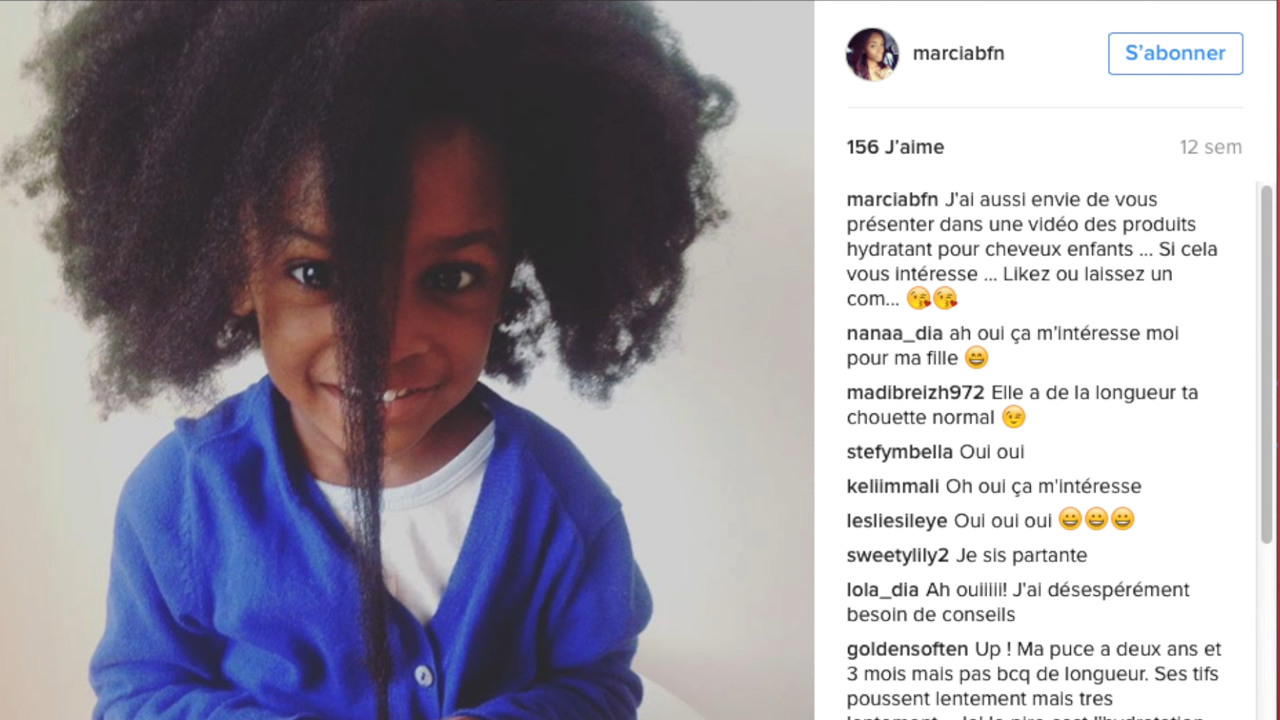 marciabfn
S'abonner
156 J'aime
12 sem
marciabfn J'ai aussi envie de vous
présenter dans une vidéo des produits
hydratant pour cheveux enfants ... Si cela
vous intéresse ... Likez ou laissez un
com... 😘😘
nanaa_dia ah oui ça m'intéresse moi
pour ma fille 😄
madibreizh972 Elle a de la longueur ta
chouette normal 😉
stefymbella Oui oui
keliimmali Oh oui ça m'intéresse
lesliesileye Oui oui oui 😀😀😀
sweetylily2 Je sis partante
lola_dia Ah ouiiiii! J'ai désespérément
besoin de conseils
goldensoften Up ! Ma puce a deux ans et
3 mois mais pas bcq de longueur. Ses tifs
poussent lentement mais tres